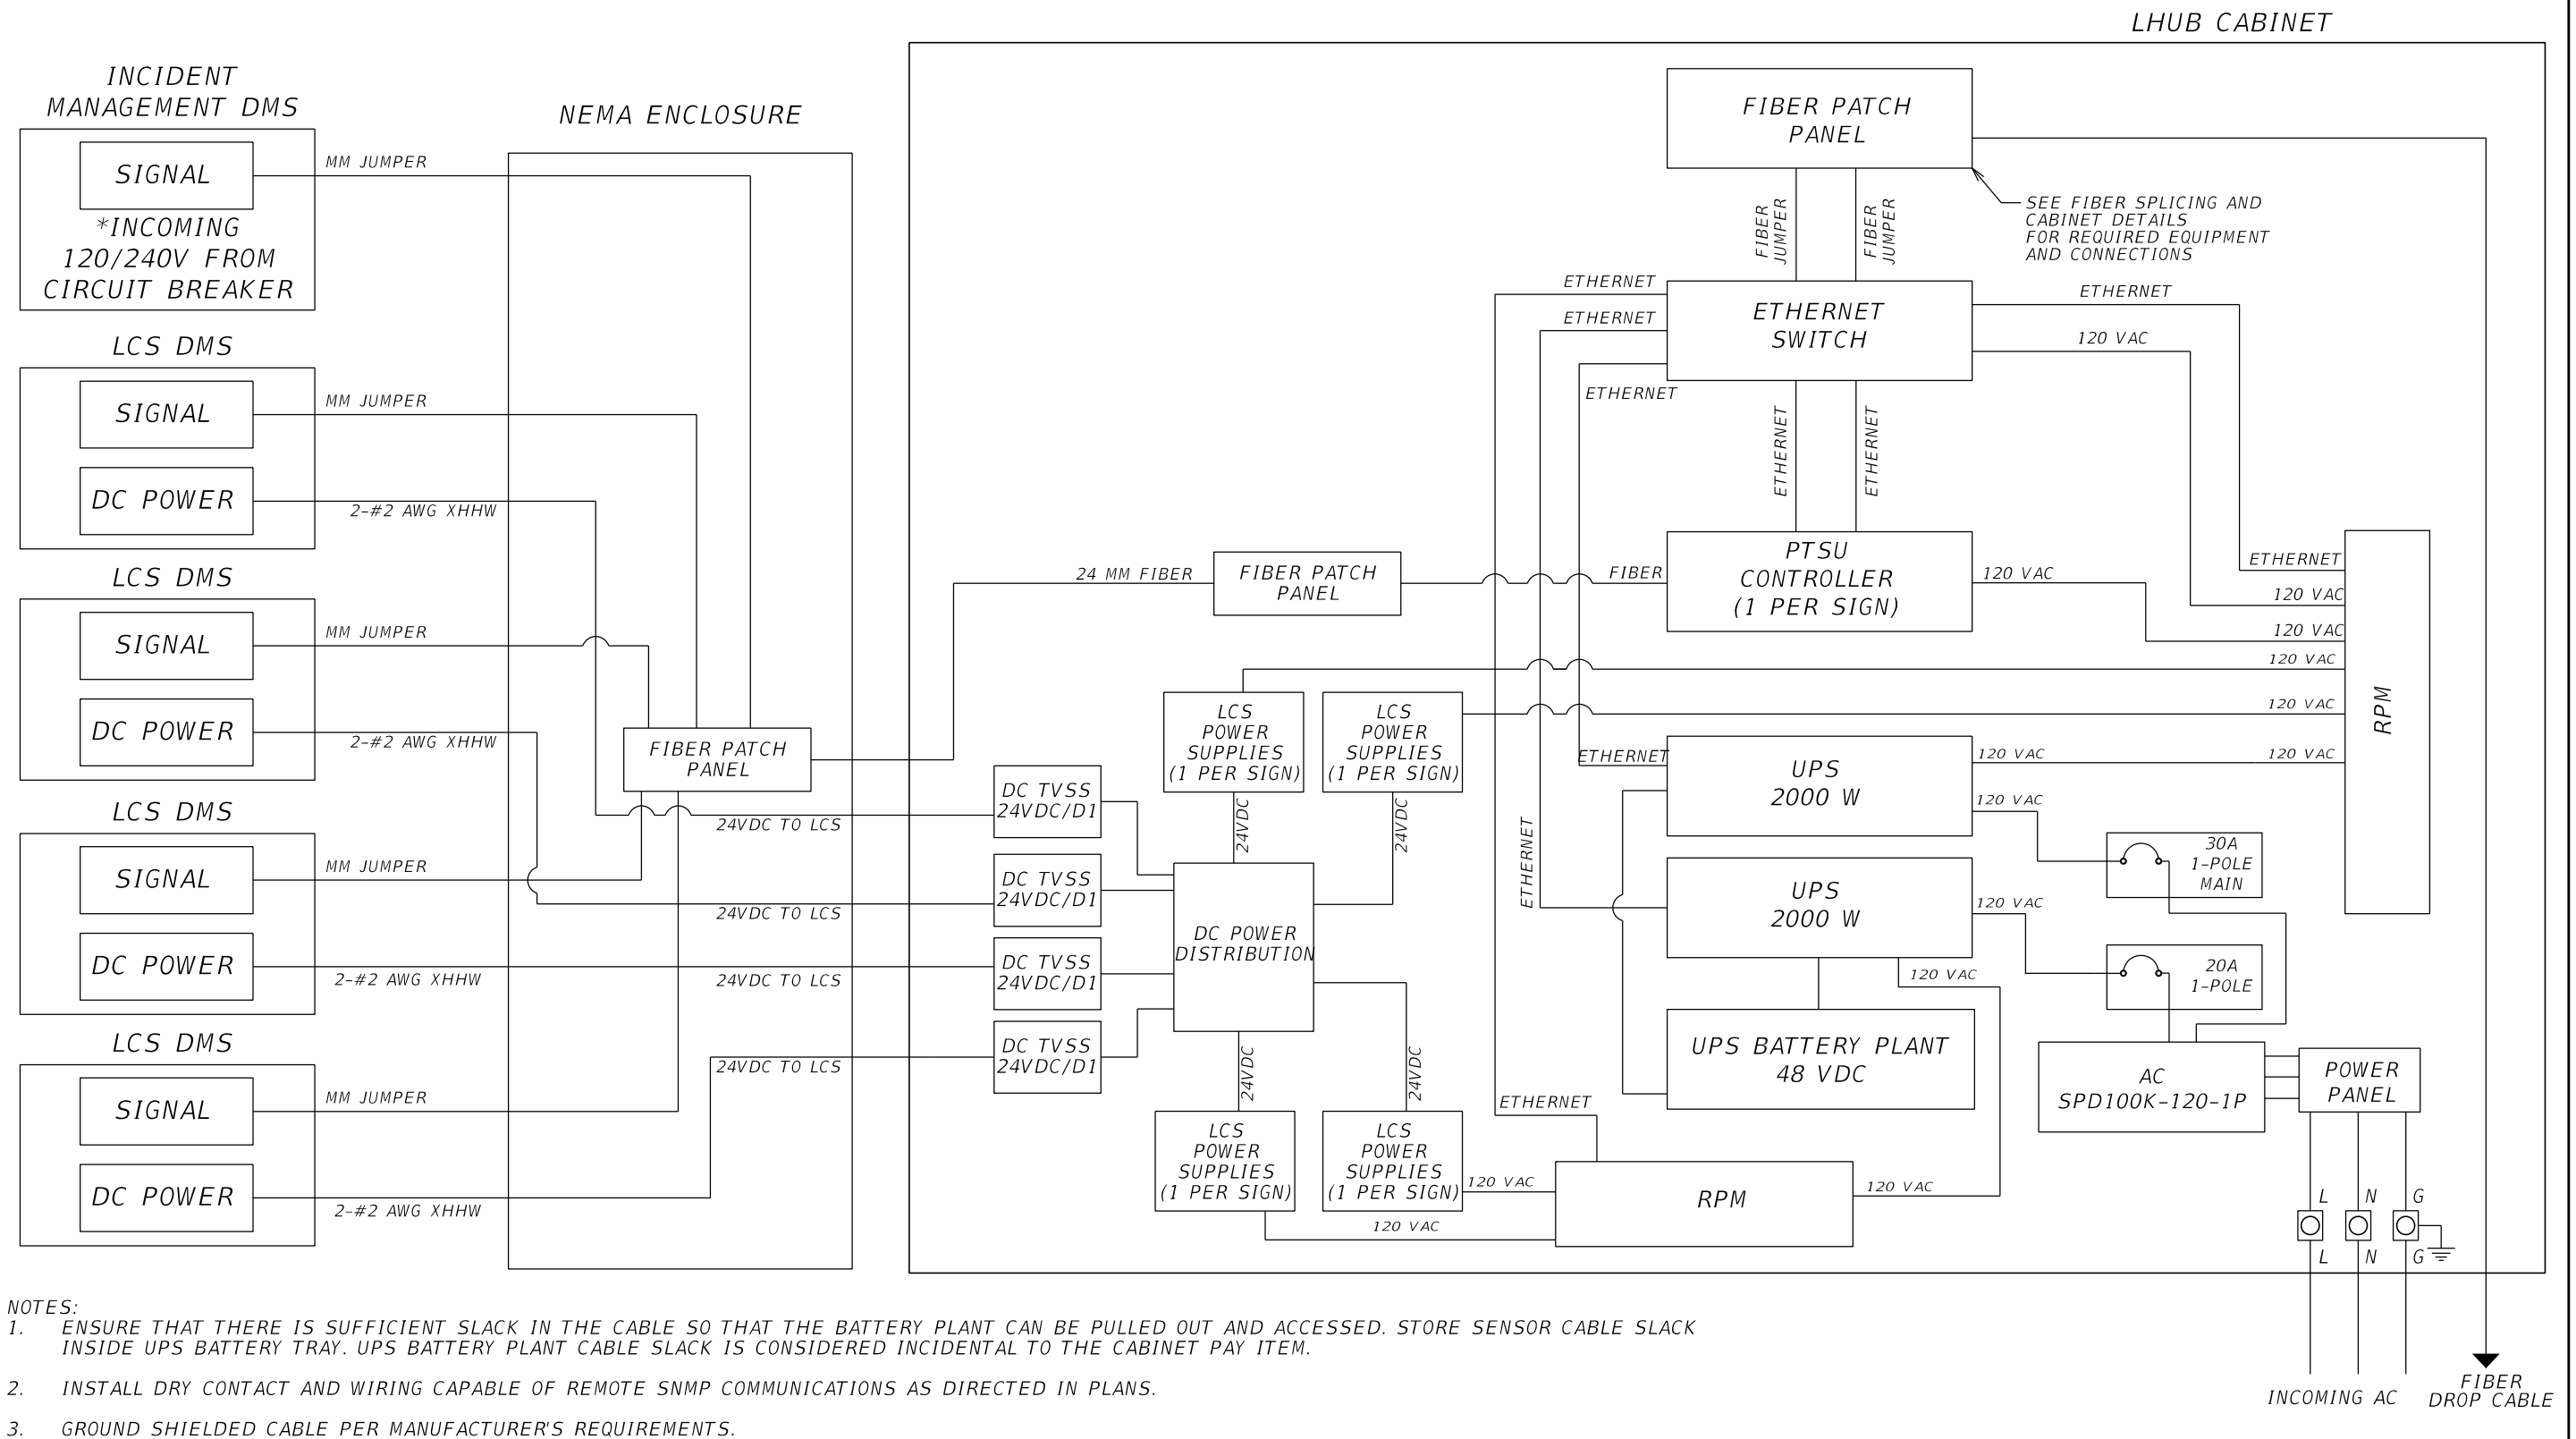 LHUB CABINET
INCIDENT
MANAGEMENT DMS
SIGNAL
*INCOMING
120/240V FROM
CIRCUIT BREAKER
MM JUMPER
NEMA ENCLOSURE
LCS DMS
SIGNAL
DC POWER
MM JUMPER
2-#2 AWG XHHW
LCS DMS
SIGNAL
DC POWER
MM JUMPER
2-#2 AWG XHHW
LCS DMS
SIGNAL
DC POWER
MM JUMPER
2-#2 AWG XHHW
LCS DMS
SIGNAL
DC POWER
MM JUMPER
2-#2 AWG XHHW
FIBER PATCH
PANEL
24VDC TO LCS
24VDC TO LCS
24VDC TO LCS
24VDC TO LCS
FIBER PATCH
PANEL
FIBER
JUMPER
FIBER
JUMPER
SEE FIBER SPLICING AND
CABINET DETAILS
FOR REQUIRED EQUIPMENT
AND CONNECTIONS
ETHERNET
ETHERNET
ETHERNET
ETHERNET
SWITCH
ETHERNET
120 VAC
ETHERNET
ETHERNET
24 MM FIBER
FIBER PATCH
PANEL
FIBER
PTSU
CONTROLLER
(1 PER SIGN)
120 VAC
ETHERNET
120 VAC
120 VAC
120 VAC
120 VAC
120 VAC
RPM
LCS
POWER
SUPPLIES
(1 PER SIGN)
LCS
POWER
SUPPLIES
(1 PER SIGN)
24VDC
24VDC
DC TVSS
24VDC/D1
DC TVSS
24VDC/D1
DC TVSS
24VDC/D1
DC TVSS
24VDC/D1
DC POWER
DISTRIBUTION
24VDC
24VDC
LCS
POWER
SUPPLIES
(1 PER SIGN)
LCS
POWER
SUPPLIES
(1 PER SIGN)
ETHERNET
UPS
2000 W
120 VAC
120 VAC
ETHERNET
UPS
2000 W
120 VAC
120 VAC
UPS BATTERY PLANT
48 VDC
30A
1-POLE
MAIN
20A
1-POLE
AC
SPD100K-120-1P
POWER
PANEL
ETHERNET
120 VAC
120 VAC
RPM
120 VAC
L
N
G
L
N
G
INCOMING AC
FIBER
DROP CABLE
NOTES:
1. ENSURE THAT THERE IS SUFFICIENT SLACK IN THE CABLE SO THAT THE BATTERY PLANT CAN BE PULLED OUT AND ACCESSED. STORE SENSOR CABLE SLACK
INSIDE UPS BATTERY TRAY. UPS BATTERY PLANT CABLE SLACK IS CONSIDERED INCIDENTAL TO THE CABINET PAY ITEM.
2. INSTALL DRY CONTACT AND WIRING CAPABLE OF REMOTE SNMP COMMUNICATIONS AS DIRECTED IN PLANS.
3. GROUND SHIELDED CABLE PER MANUFACTURER'S REQUIREMENTS.